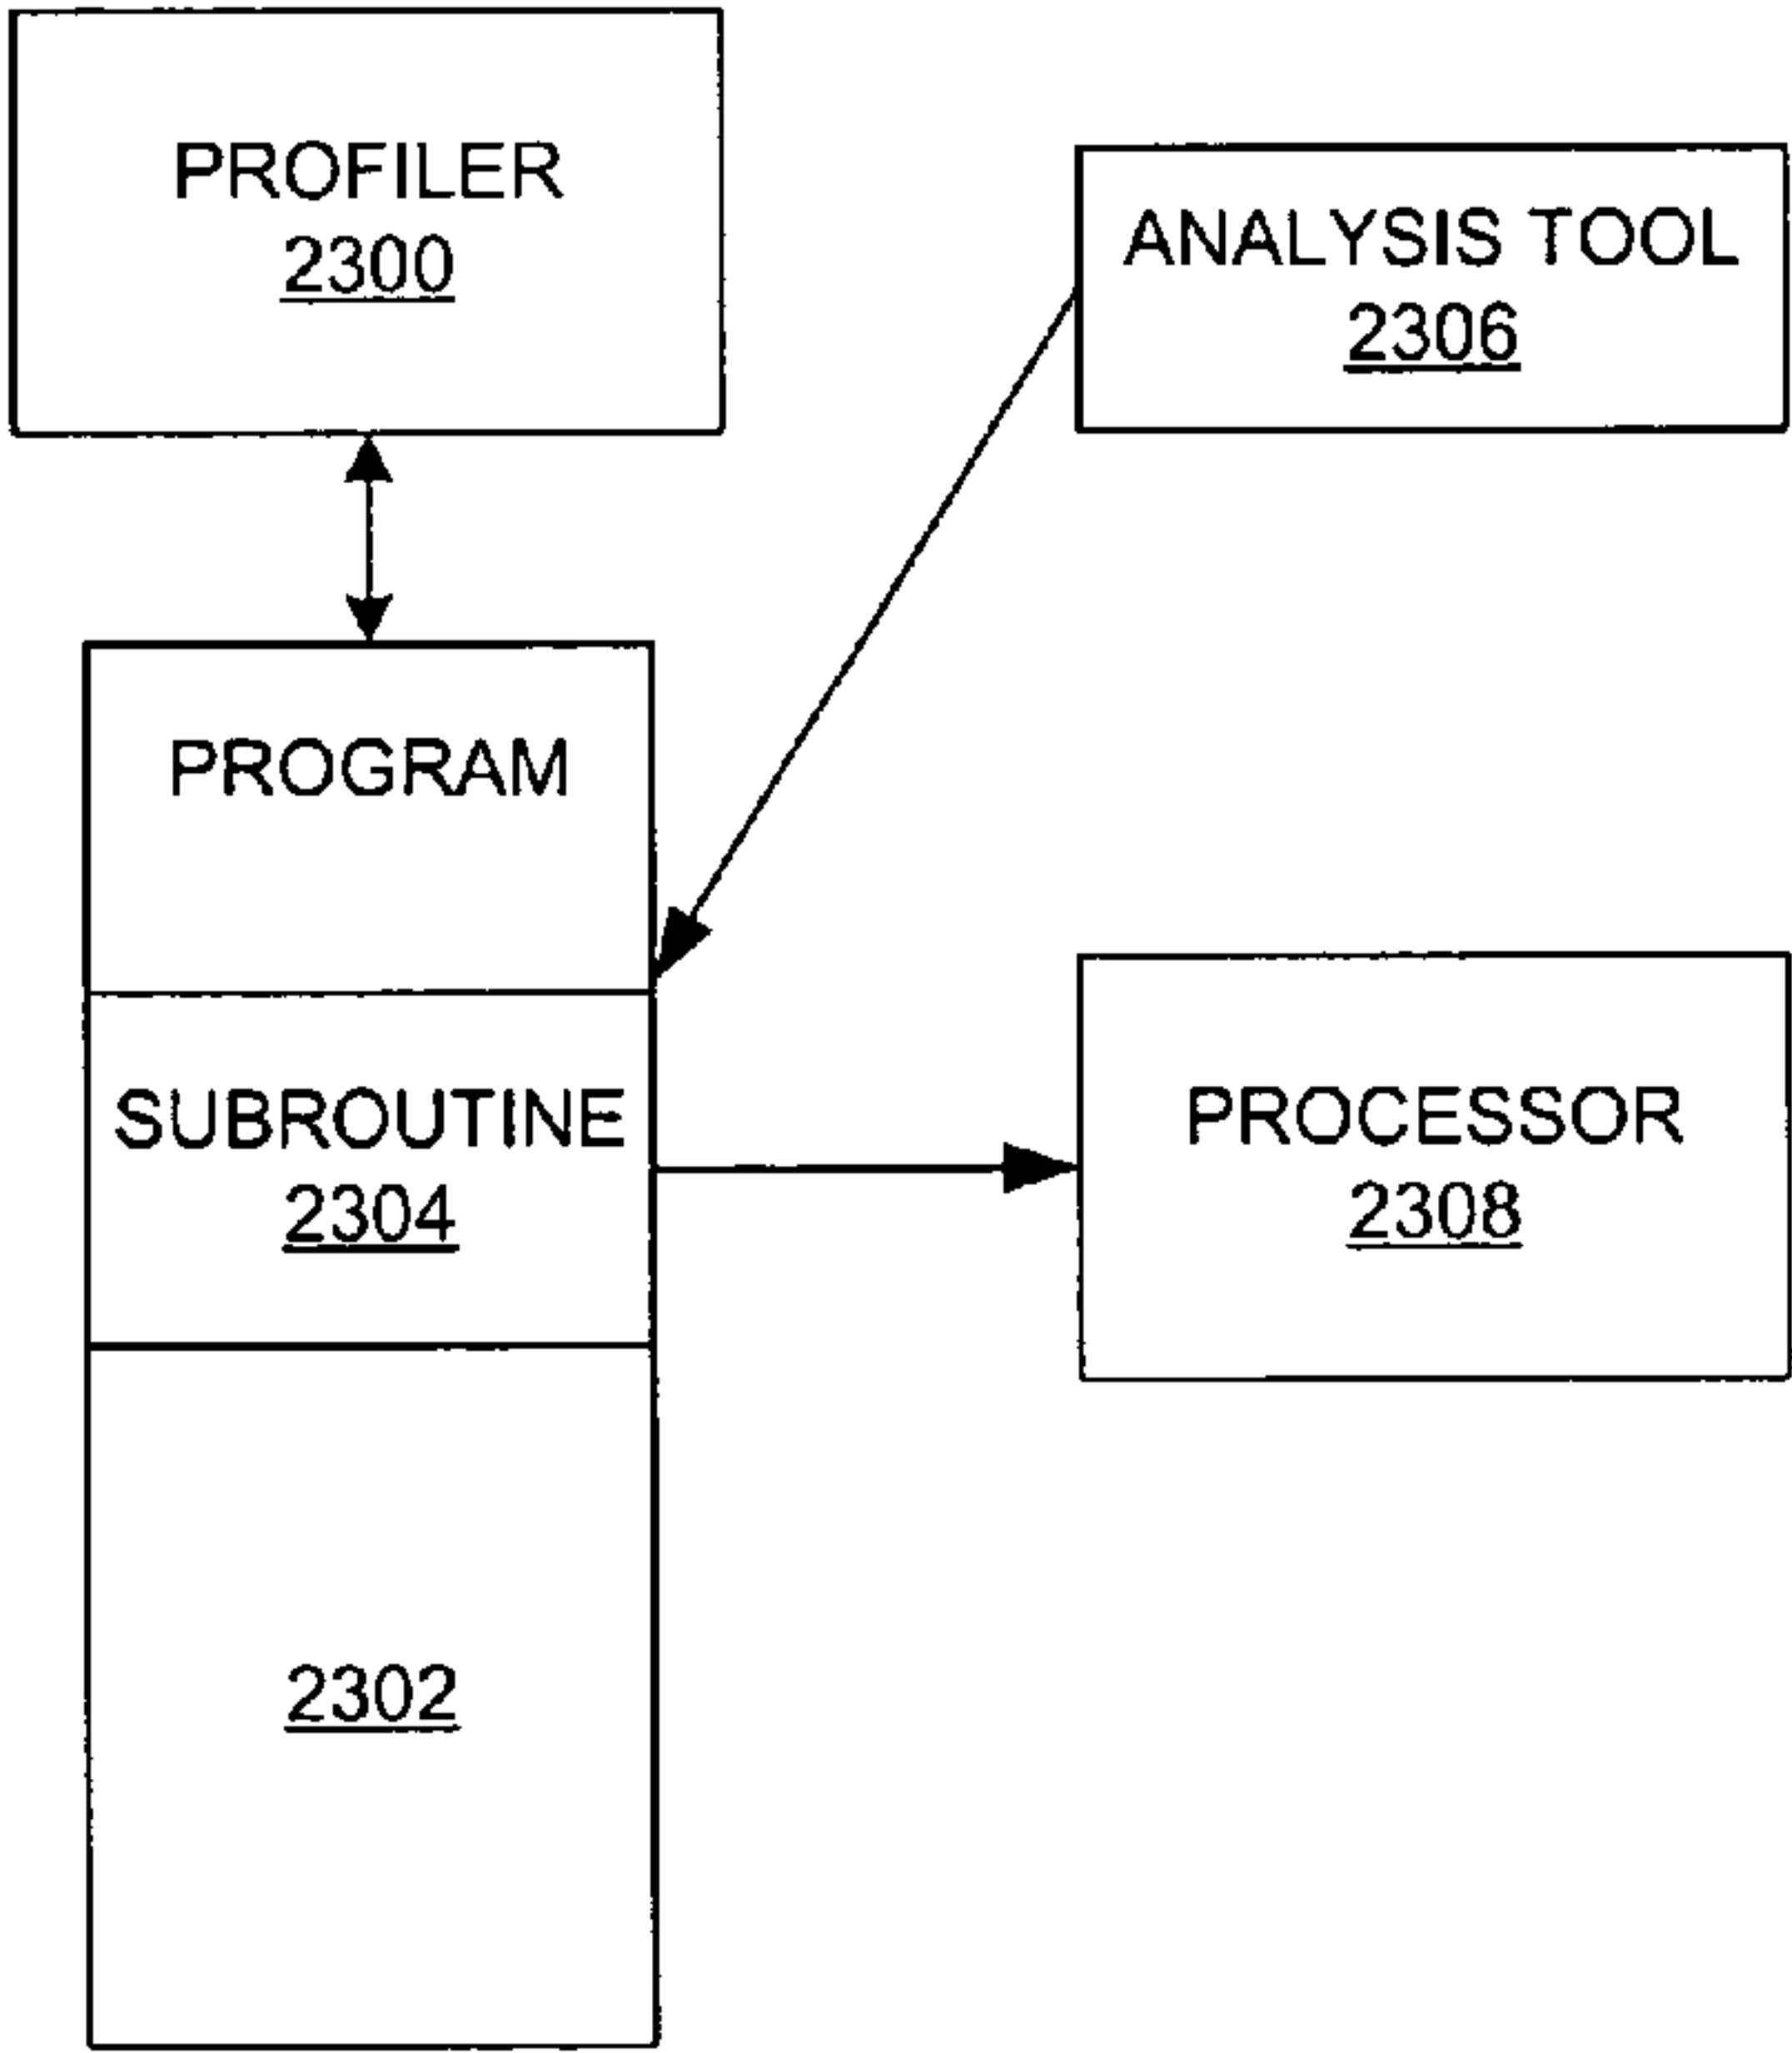 PROFILER
2300
ANALYSIS TOOL
2306
PROGRAM
SUBROUTINE
2304
PROCESSOR
2308
2302